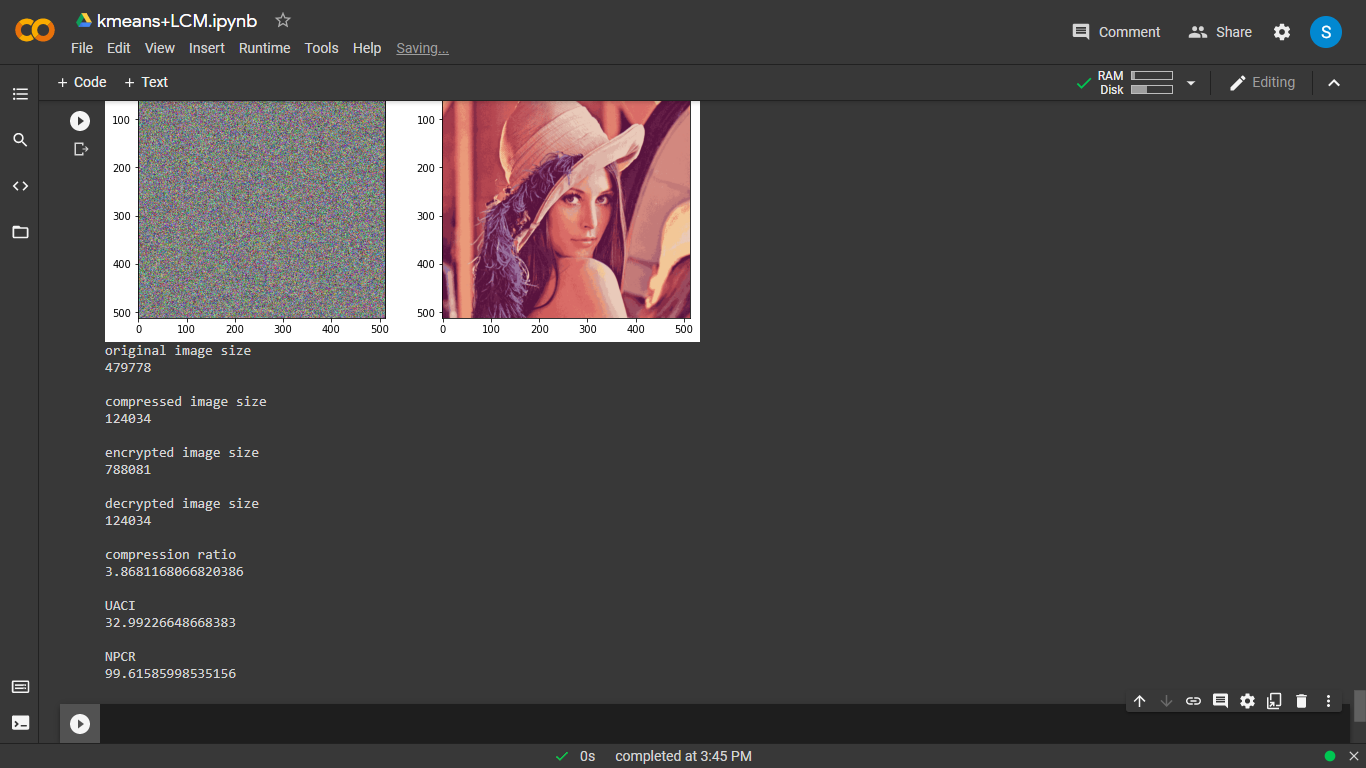 kmeans+LCM.ipynb
File Edit View Insert Runtime Tools Help Saving...
Comment Share S
+ Code + Text
RAM
Disk
Editing
100
200
300
400
500
0 100 200 300 400 500
100
200
300
400
500
0 100 200 300 400 500
original image size
479778
compressed image size
124034
encrypted image size
788081
decrypted image size
124034
compression ratio
3.8681168066820386
UACI
32.99226648668383
NPCR
99.61585998535156
0s completed at 3:45 PM